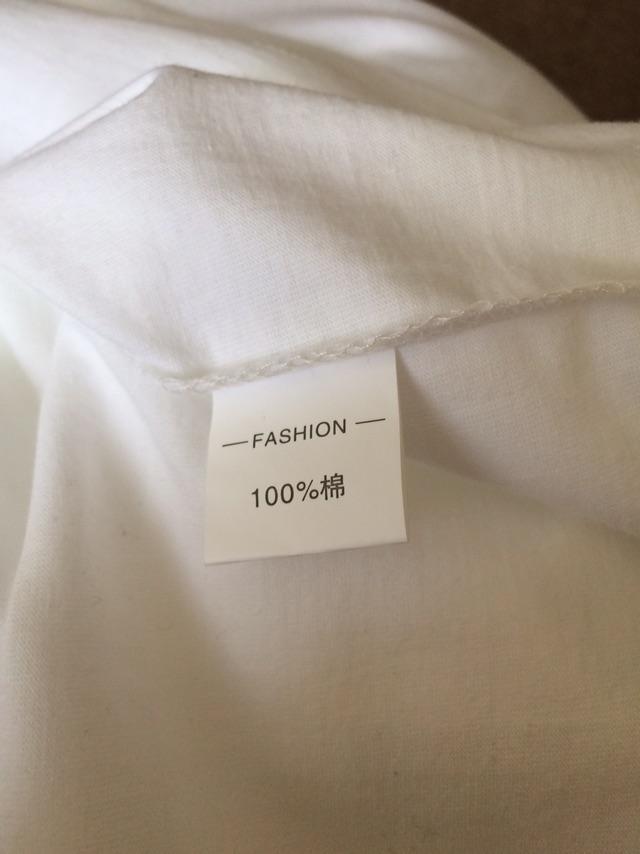 — FASHION —
100%棉